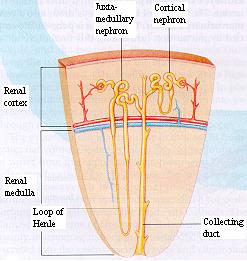 Juxta-
medullary
nephron
Cortical
nephron
Renal
cortex
Renal
medulla
Loop of
Henle
Collecting
duct